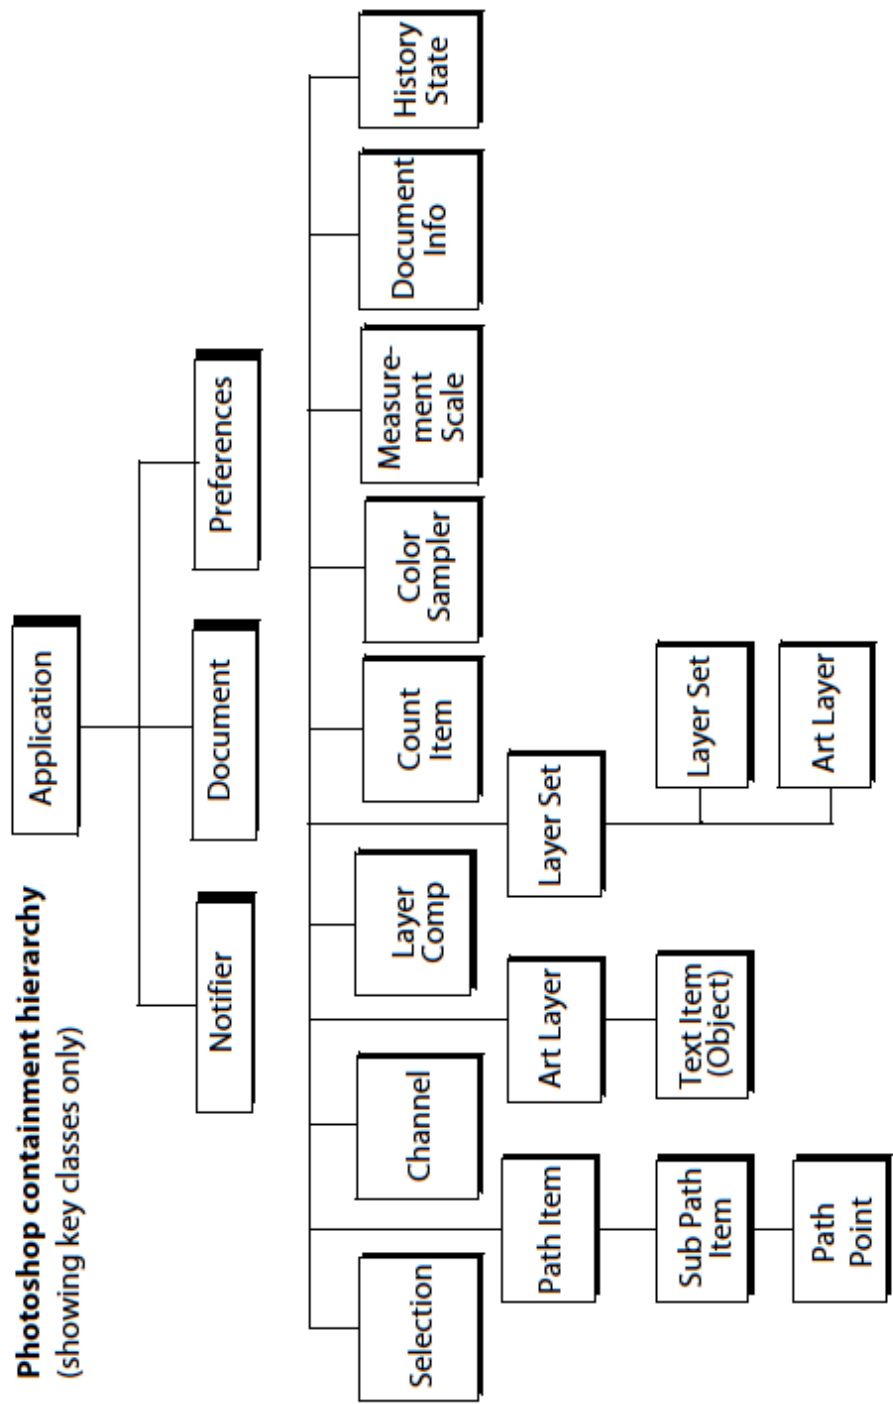 Photoshop containment hierarchy
(showing key classes only)
Application
Notifier
Document
Preferences
Selection
Channel
Layer
Comp
Count
Item
Color
Sampler
Measure-
ment
Scale
Document
Info
History
State
Path Item
Art Layer
Layer Set
Sub Path
Item
Text Item
(Object)
Layer Set
Path
Point
Art Layer